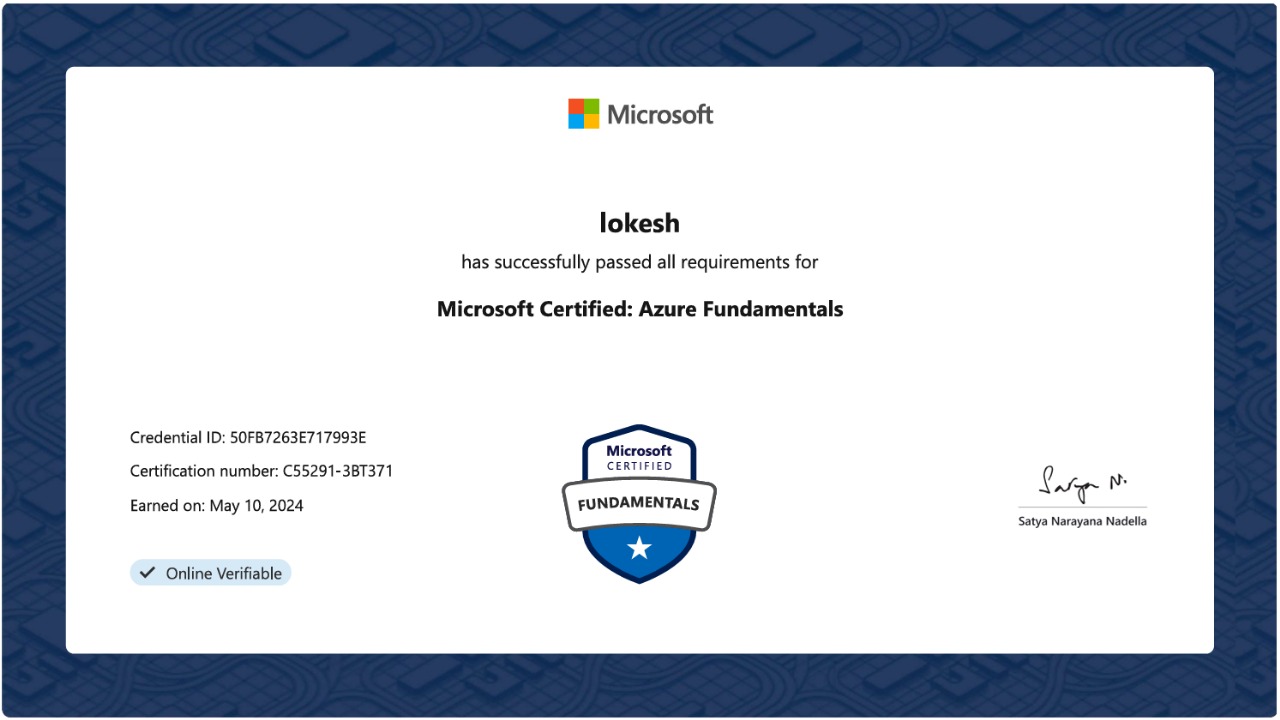 Microsoft
lokesh
has successfully passed all requirements for
Microsoft Certified: Azure Fundamentals
Credential ID: 50FB7263E717993E
Certification number: C55291-3BT371
Earned on: May 10, 2024
Online Verifiable
Microsoft
CERTIFIED
FUNDAMENTALS
Satya N.
Satya Narayana Nadella